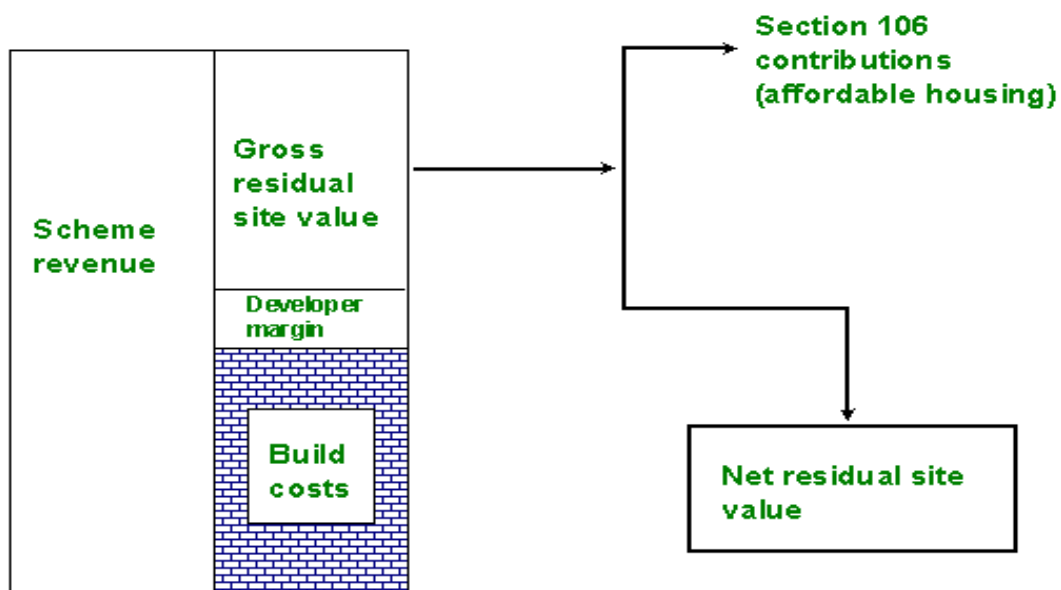 Section 106
contributions
(affordable housing)
Gross
residual
site value
Scheme
revenue
Developer
margin
Build
costs
Net residual site
value